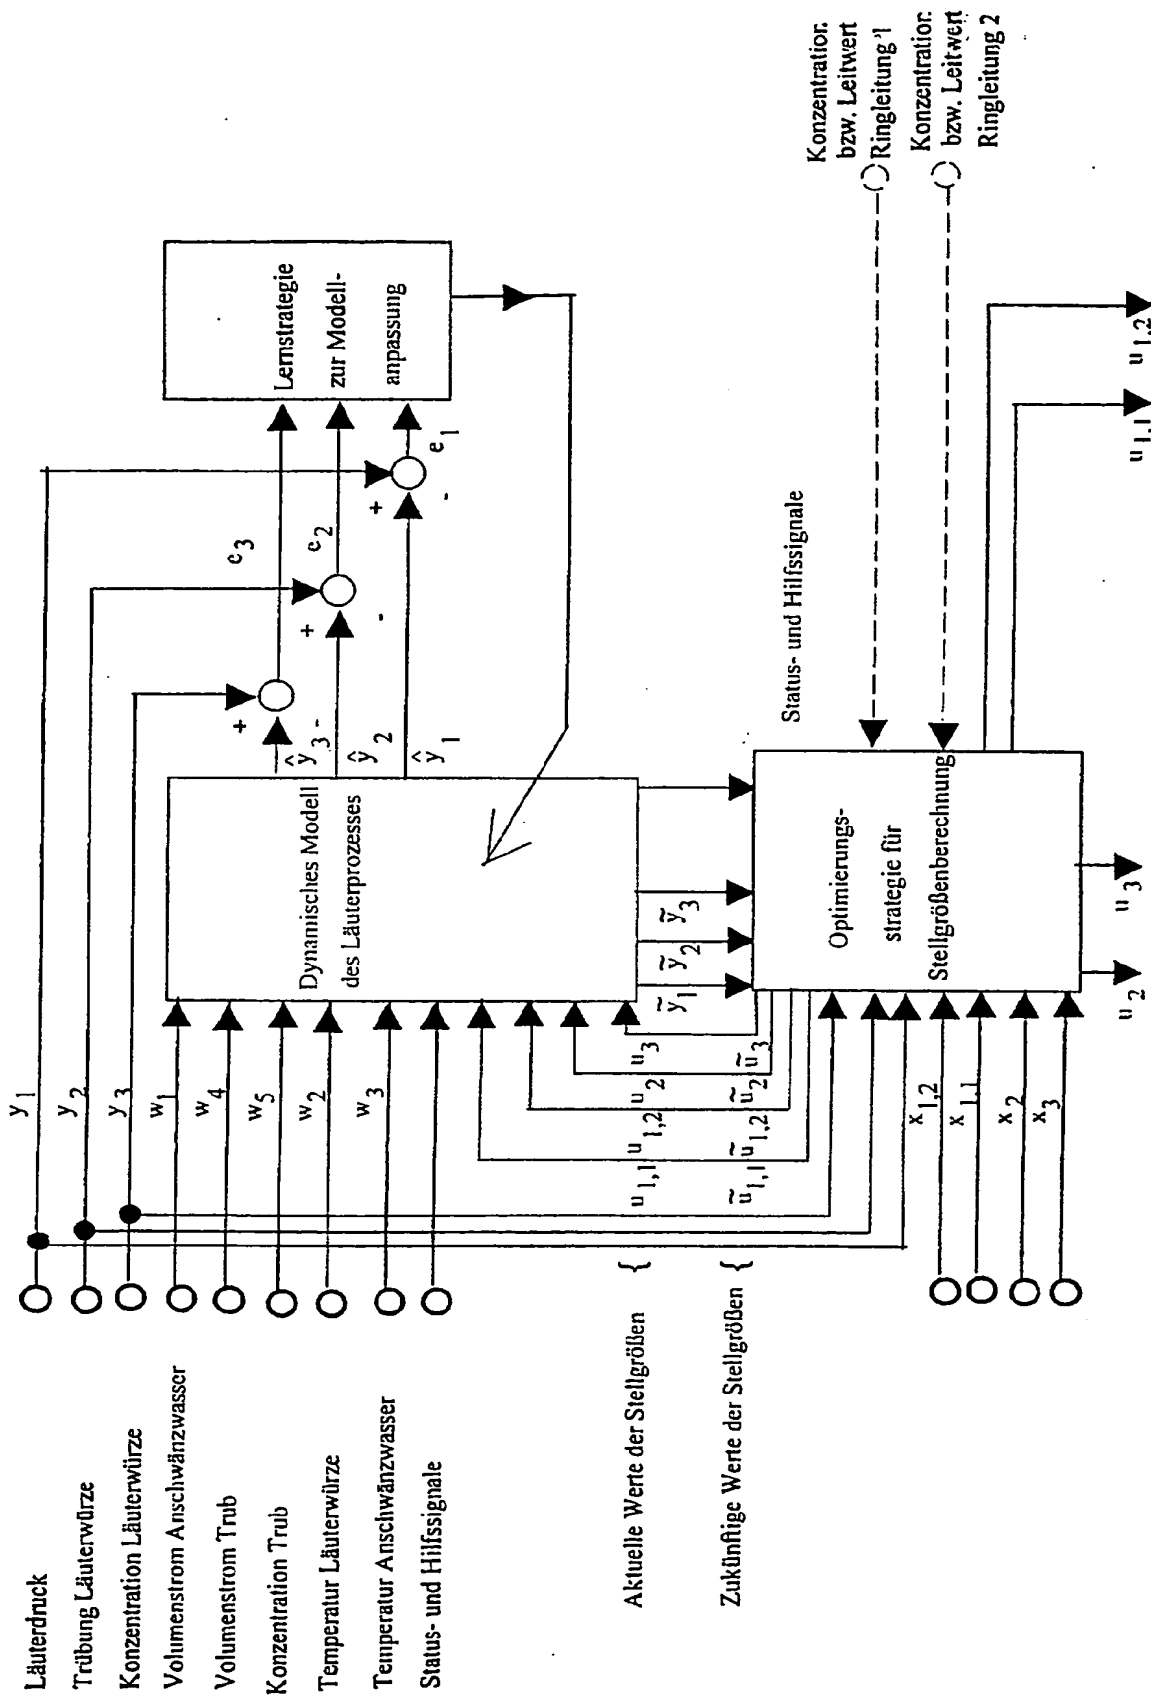 Läuterdruck
Trübung Läuterwürze
Konzentration Läuterwürze
Volumenstrom Anschwänzwasser
Volumenstrom Trub
Konzentration Trub
Temperatur Läuterwürze
Temperatur Anschwänzwasser
Status- und Hilfssignale
y1
y2
y3
w1
w4
w5
w2
w3
Dynamisches Modell
des Läuterprozesses
ŷ3
ŷ2
ŷ1
+
-
+
-
+
-
e3
e2
e1
Lernstrategie
zur Modell-
anpassung
Aktuelle Werte der Stellgrößen {
u1,1 u1,2 u2 u3
Zukünftige Werte der Stellgrößen {
ũ1,1 ũ1,2 ũ2 ũ3
ỹ1 ỹ2 ỹ3
Status- und Hilfssignale
Optimierungs-
strategie für
Stellgrößenberechnung
x1,2
x1,1
x2
x3
Konzentration
bzw. Leitwert
Ringleitung 1
Konzentration
bzw. Leitwert
Ringleitung 2
u2
u3
u1,1
u1,2